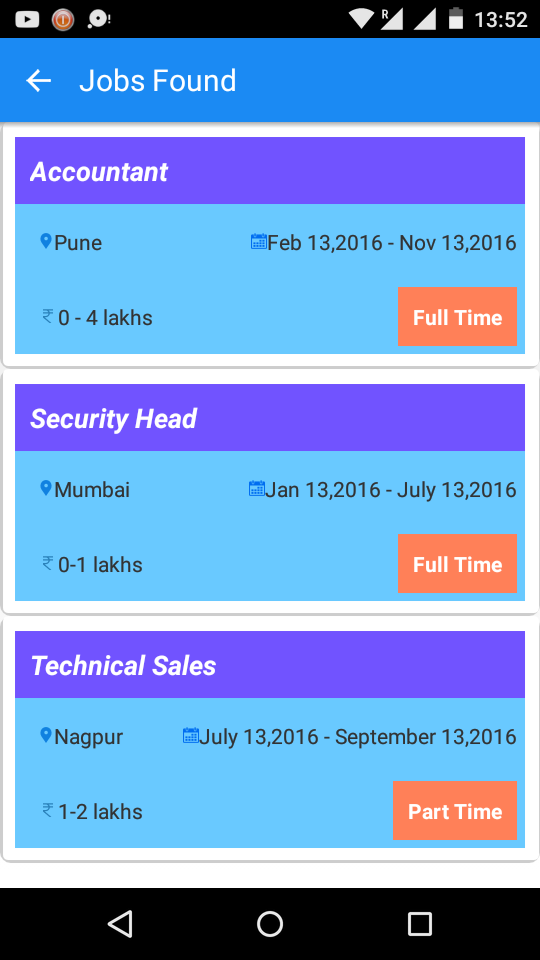 R 13:52
Jobs Found
Accountant
Pune Feb 13,2016 - Nov 13,2016
₹ 0 - 4 lakhs Full Time
Security Head
Mumbai Jan 13,2016 - July 13,2016
₹ 0-1 lakhs Full Time
Technical Sales
Nagpur July 13,2016 - September 13,2016
₹ 1-2 lakhs Part Time